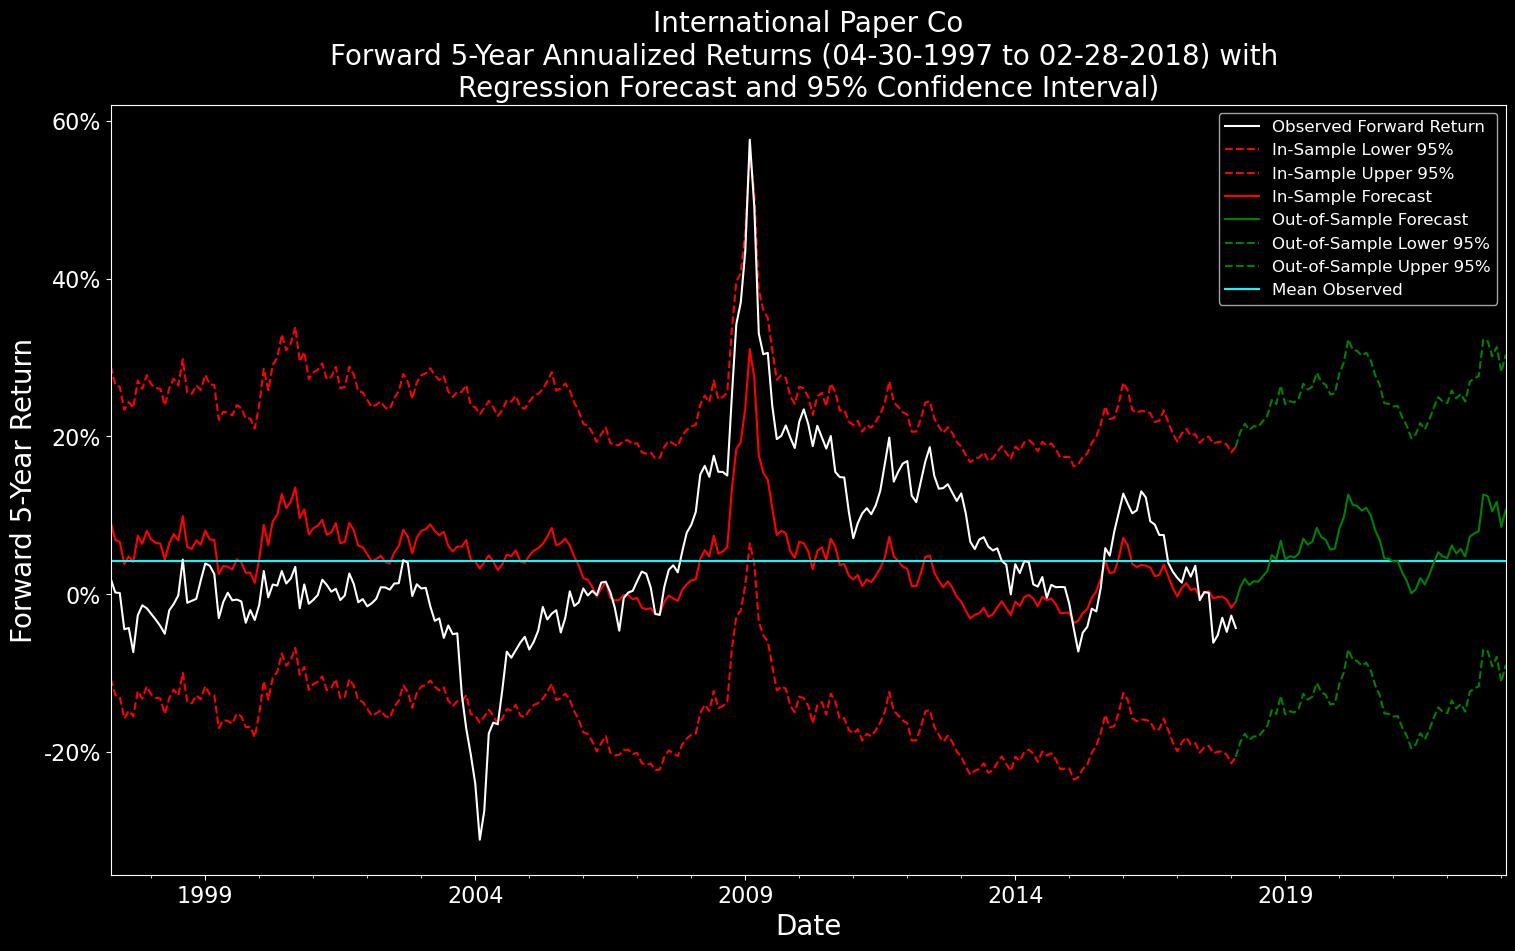 International Paper Co
Forward 5-Year Annualized Returns (04-30-1997 to 02-28-2018) with
Regression Forecast and 95% Confidence Interval)
60%
40%
20%
0%
-20%
Forward 5-Year Return
Observed Forward Return
In-Sample Lower 95%
In-Sample Upper 95%
In-Sample Forecast
Out-of-Sample Forecast
Out-of-Sample Lower 95%
Out-of-Sample Upper 95%
Mean Observed
1999 2004 2009 2014 2019
Date